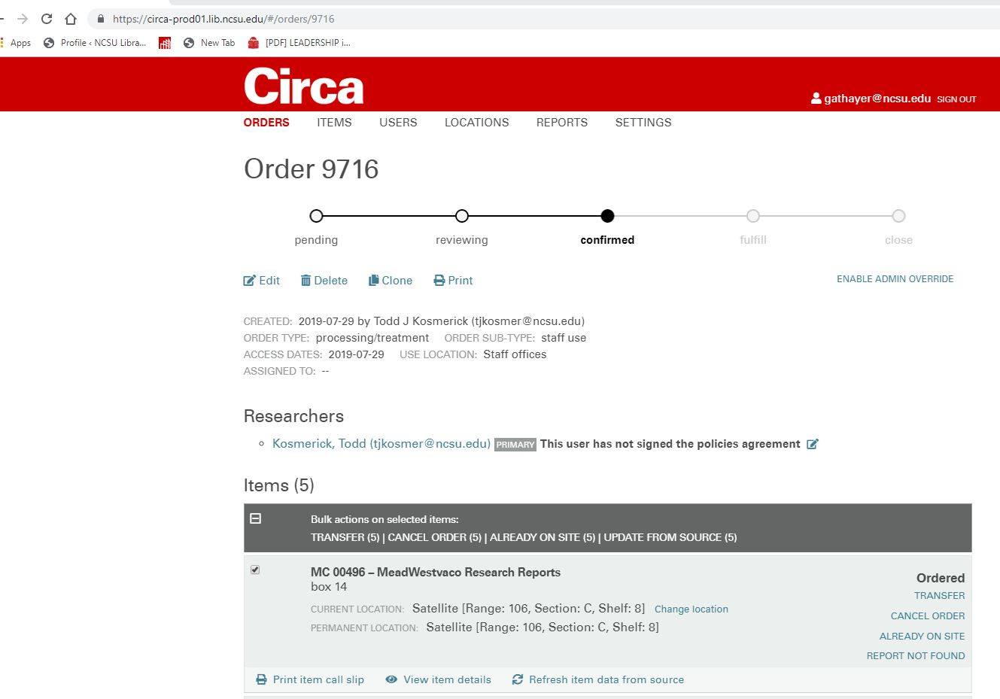 https://circa-prod01.lib.ncsu.edu/#/orders/9716
Apps Profile ‹ NCSU Libra... New Tab [PDF] LEADERSHIP i...
Circa
gathayer@ncsu.edu SIGN OUT
ORDERS ITEMS USERS LOCATIONS REPORTS SETTINGS
Order 9716
pending reviewing confirmed fulfill close
Edit Delete Clone Print ENABLE ADMIN OVERRIDE
CREATED: 2019-07-29 by Todd J Kosmerick (tjkosmer@ncsu.edu)
ORDER TYPE: processing/treatment ORDER SUB-TYPE: staff use
ACCESS DATES: 2019-07-29 USE LOCATION: Staff offices
ASSIGNED TO: --
Researchers
Kosmerick, Todd (tjkosmer@ncsu.edu) PRIMARY This user has not signed the policies agreement
Items (5)
Bulk actions on selected items:
TRANSFER (5) | CANCEL ORDER (5) | ALREADY ON SITE (5) | UPDATE FROM SOURCE (5)
MC 00496 – MeadWestvaco Research Reports
box 14
CURRENT LOCATION: Satellite [Range: 106, Section: C, Shelf: 8] Change location
PERMANENT LOCATION: Satellite [Range: 106, Section: C, Shelf: 8]
Ordered
TRANSFER
CANCEL ORDER
ALREADY ON SITE
REPORT NOT FOUND
Print item call slip View item details Refresh item data from source